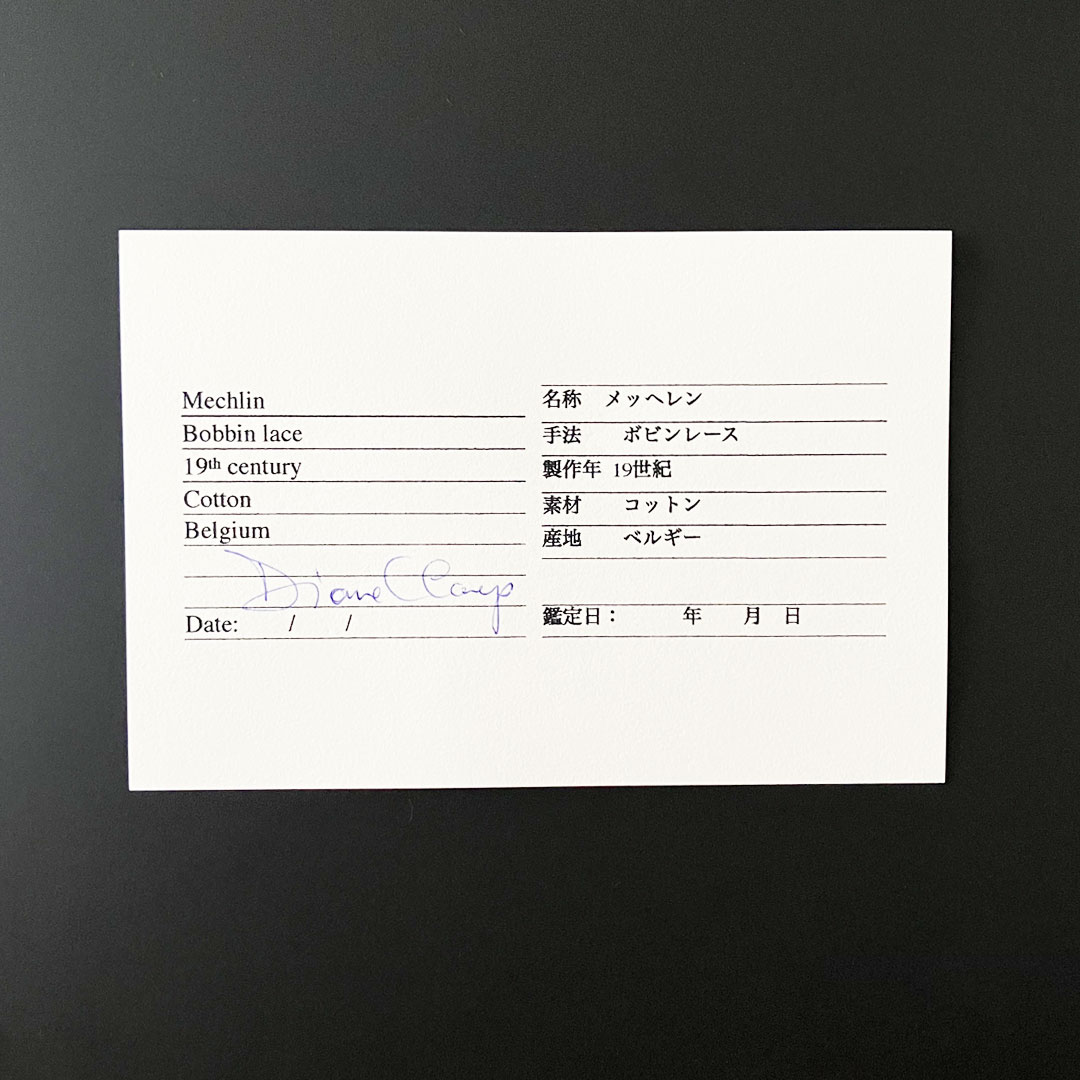 Mechlin
Bobbin lace
19th century
Cotton
Belgium
Diane C
Date: / /
名称 メッヘレン
手法 ボビンレース
製作年 19世紀
素材 コットン
産地 ベルギー
鑑定日： 年 月 日